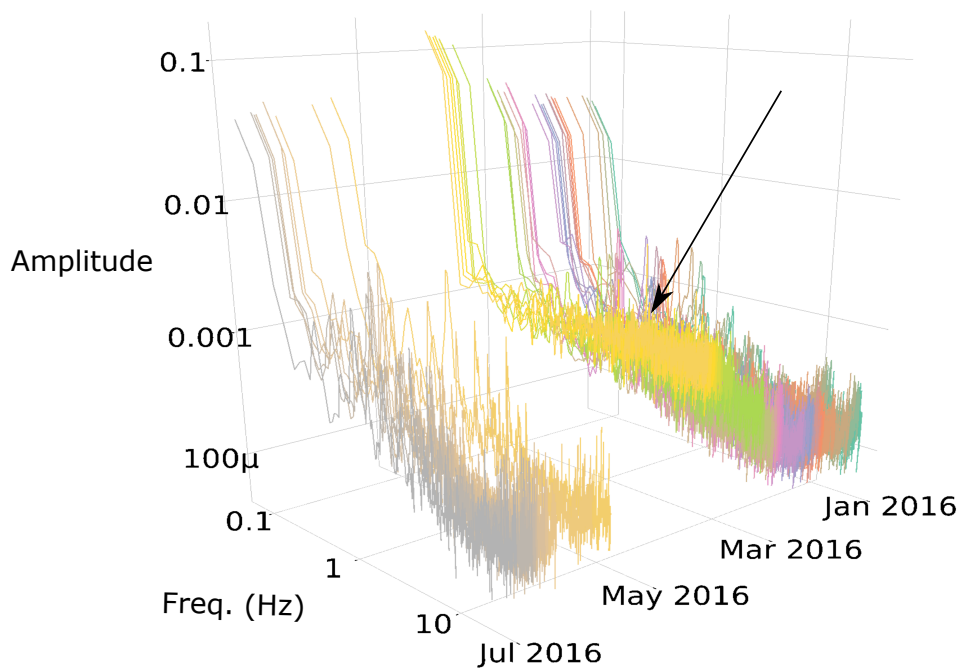 0.1
0.01
Amplitude
0.001
100μ
0.1
1
10
Freq. (Hz)
Jan 2016
Mar 2016
May 2016
Jul 2016